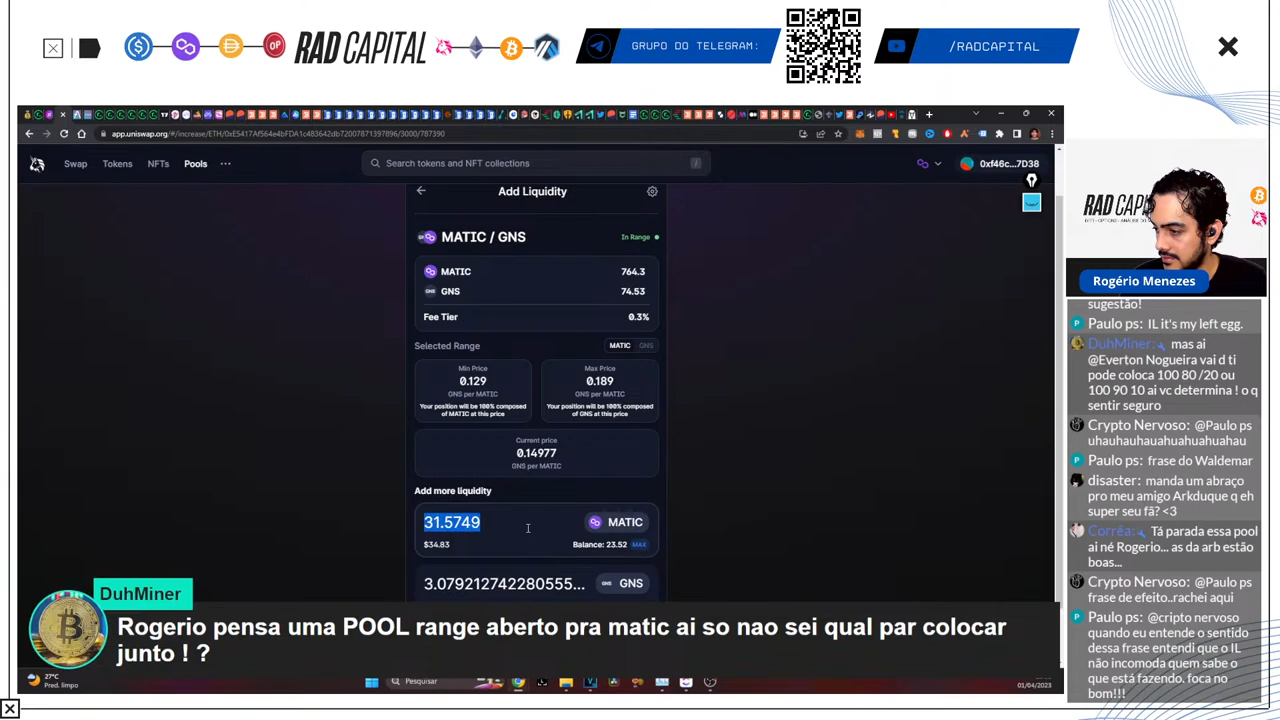 RAD CAPITAL
GRUPO DO TELEGRAM:
/RADCAPITAL
app.uniswap.org/#/increase/ETH/0xE5417Af564e4bFDA1c483642db72007871397896/3000/787390
Swap
Tokens
NFTs
Pools
Search tokens and NFT collections
/
0xf46c...7D38
Add Liquidity
MATIC / GNS
In Range
MATIC
764.3
GNS
74.53
Fee Tier
0.3%
Selected Range
MATIC
GNS
Min Price
0.129
GNS per MATIC
Your position will be 100% composed
of MATIC at this price
Max Price
0.189
GNS per MATIC
Your position will be 100% composed
of GNS at this price
Current price
0.14977
GNS per MATIC
Add more liquidity
31.5749
MATIC
$34.83
Balance: 23.52
MAX
3.079212742280555...
GNS
DuhMiner
Rogerio pensa uma POOL range aberto pra matic ai so nao sei qual par colocar
junto ! ?
27°C
Pred. limpo
Pesquisar
01/04/2023
RAD CAP
Rogério Menezes
sugestão!
Paulo ps: IL it's my left egg.
DuhMiner: mas ai
@Everton Nogueira vai d ti
pode coloca 100 80 /20 ou
100 90 10 ai vc determina ! o q
sentir seguro
Crypto Nervoso: @Paulo ps
uhauhauhauahuahuahuahau
Paulo ps: frase do Waldemar
disaster: manda um abraço
pro meu amigo Arkduque q eh
super seu fã? <3
Corrêa: Tá parada essa pool
ai né Rogerio... as da arb estão
boas...
Crypto Nervoso: @Paulo ps
frase de efeito..rachei aqui
Paulo ps: @cripto nervoso
quando eu entende o sentido
dessa frase entendi que o IL
não incomoda quem sabe o
que está fazendo. foca no
bom!!!